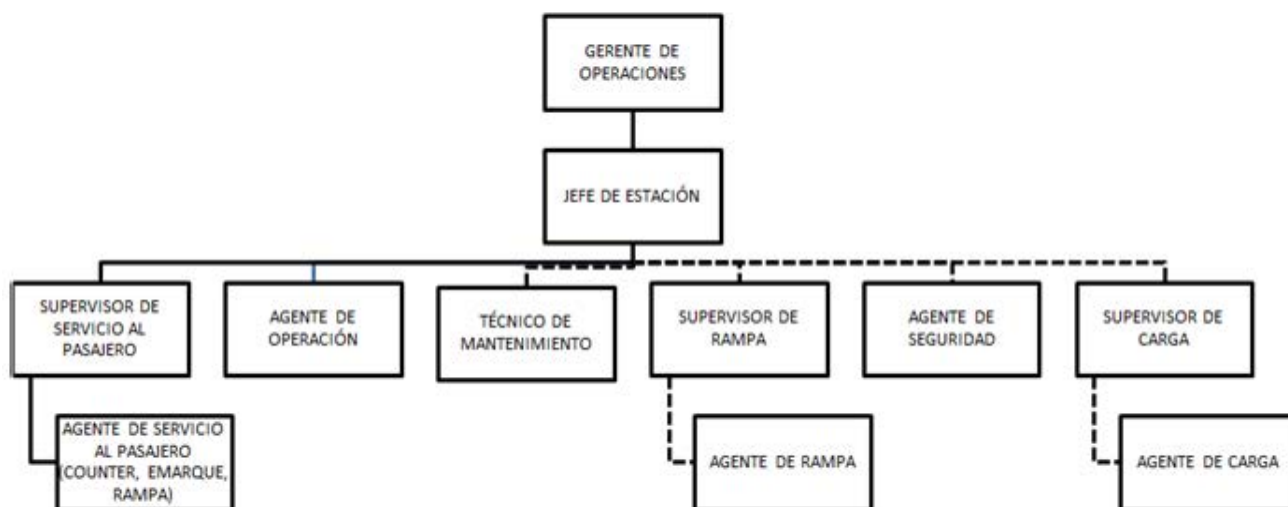 GERENTE DE
OPERACIONES
JEFE DE ESTACIÓN
SUPERVISOR DE
SERVICIO AL
PASAJERO
AGENTE DE
OPERACIÓN
TÉCNICO DE
MANTENIMIENTO
SUPERVISOR DE
RAMPA
AGENTE DE
SEGURIDAD
SUPERVISOR DE
CARGA
AGENTE DE SERVICIO
AL PASAJERO
(COUNTER, EMARQUE,
RAMPA)
AGENTE DE RAMPA
AGENTE DE CARGA